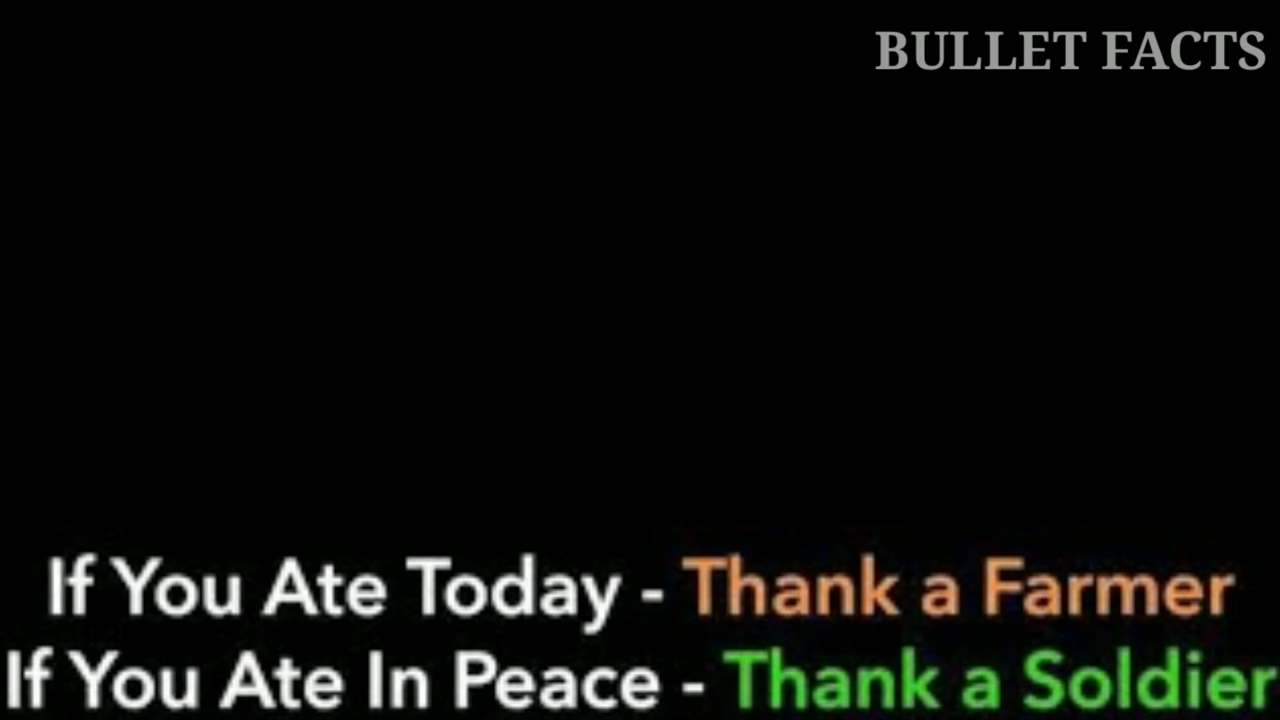 BULLET FACTS
If You Ate Today - Thank a Farmer
If You Ate In Peace - Thank a Soldier